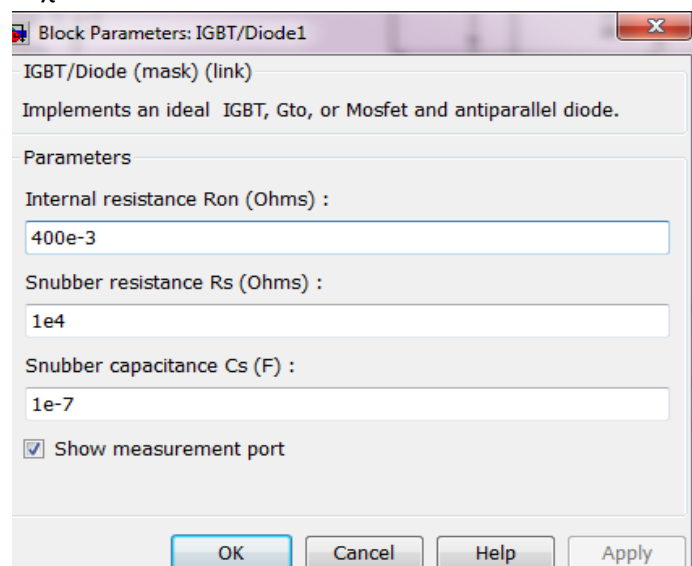 Block Parameters: IGBT/Diode1
IGBT/Diode (mask) (link)
Implements an ideal IGBT, Gto, or Mosfet and antiparallel diode.
Parameters
Internal resistance Ron (Ohms) :
400e-3
Snubber resistance Rs (Ohms) :
1e4
Snubber capacitance Cs (F) :
1e-7
Show measurement port
OK Cancel Help Apply